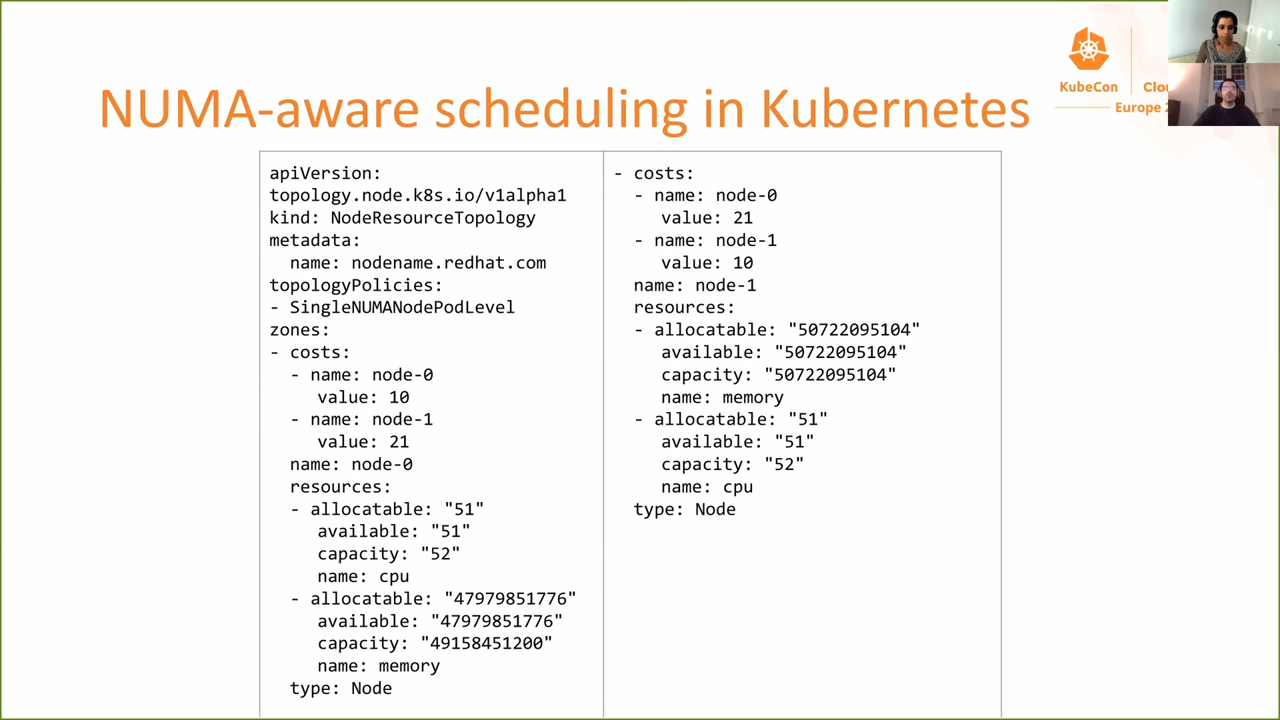 NUMA-aware scheduling in Kubernetes
KubeCon
Europe
apiVersion:
topology.node.k8s.io/v1alpha1
kind: NodeResourceTopology
metadata:
name: nodename.redhat.com
topologyPolicies:
- SingleNUMANodePodLevel
zones:
- costs:
- name: node-0
value: 10
- name: node-1
value: 21
name: node-0
resources:
- allocatable: "51"
available: "51"
capacity: "52"
name: cpu
- allocatable: "47979851776"
available: "47979851776"
capacity: "49158451200"
name: memory
type: Node
- costs:
- name: node-0
value: 21
- name: node-1
value: 10
name: node-1
resources:
- allocatable: "50722095104"
available: "50722095104"
capacity: "50722095104"
name: memory
- allocatable: "51"
available: "51"
capacity: "52"
name: cpu
type: Node